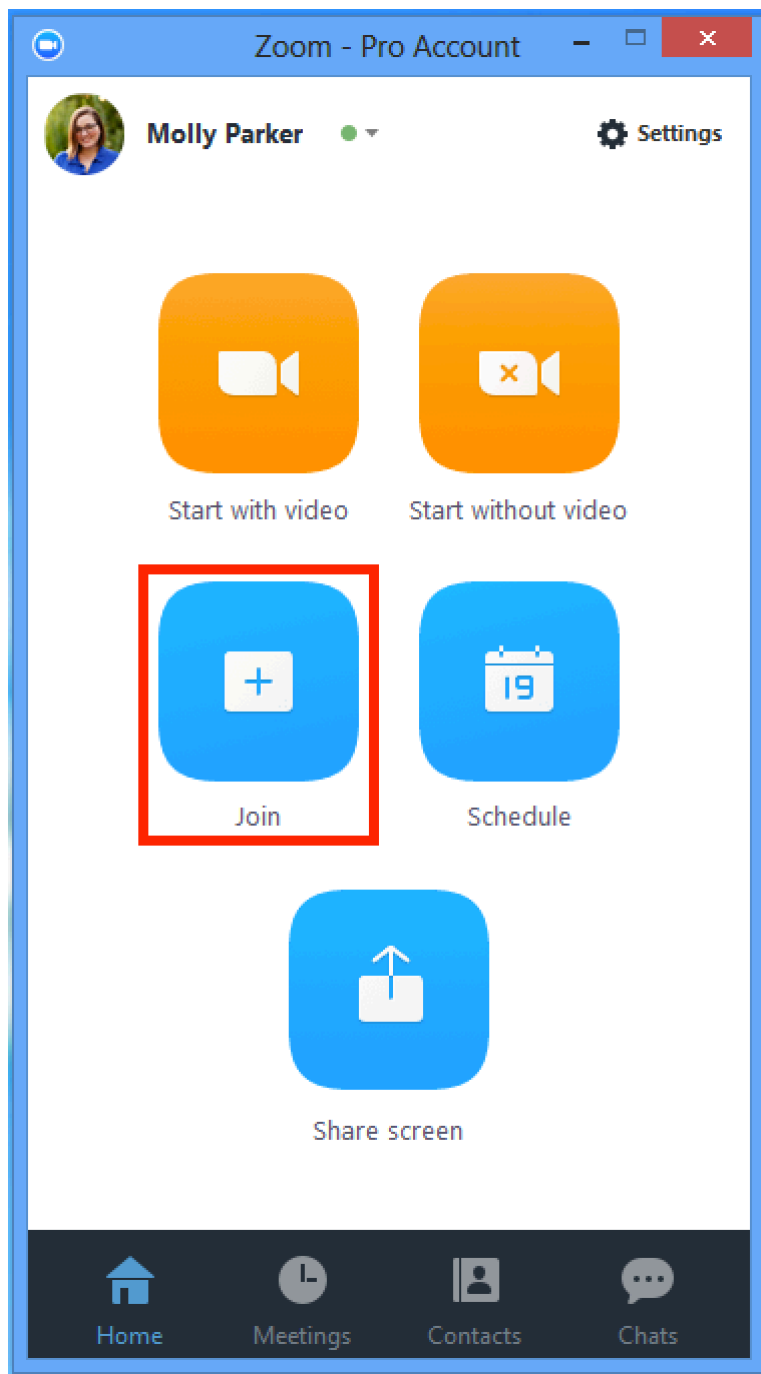 Zoom - Pro Account
Molly Parker
Settings
Start with video
Start without video
Join
19
Schedule
Share screen
Home
Meetings
Contacts
Chats